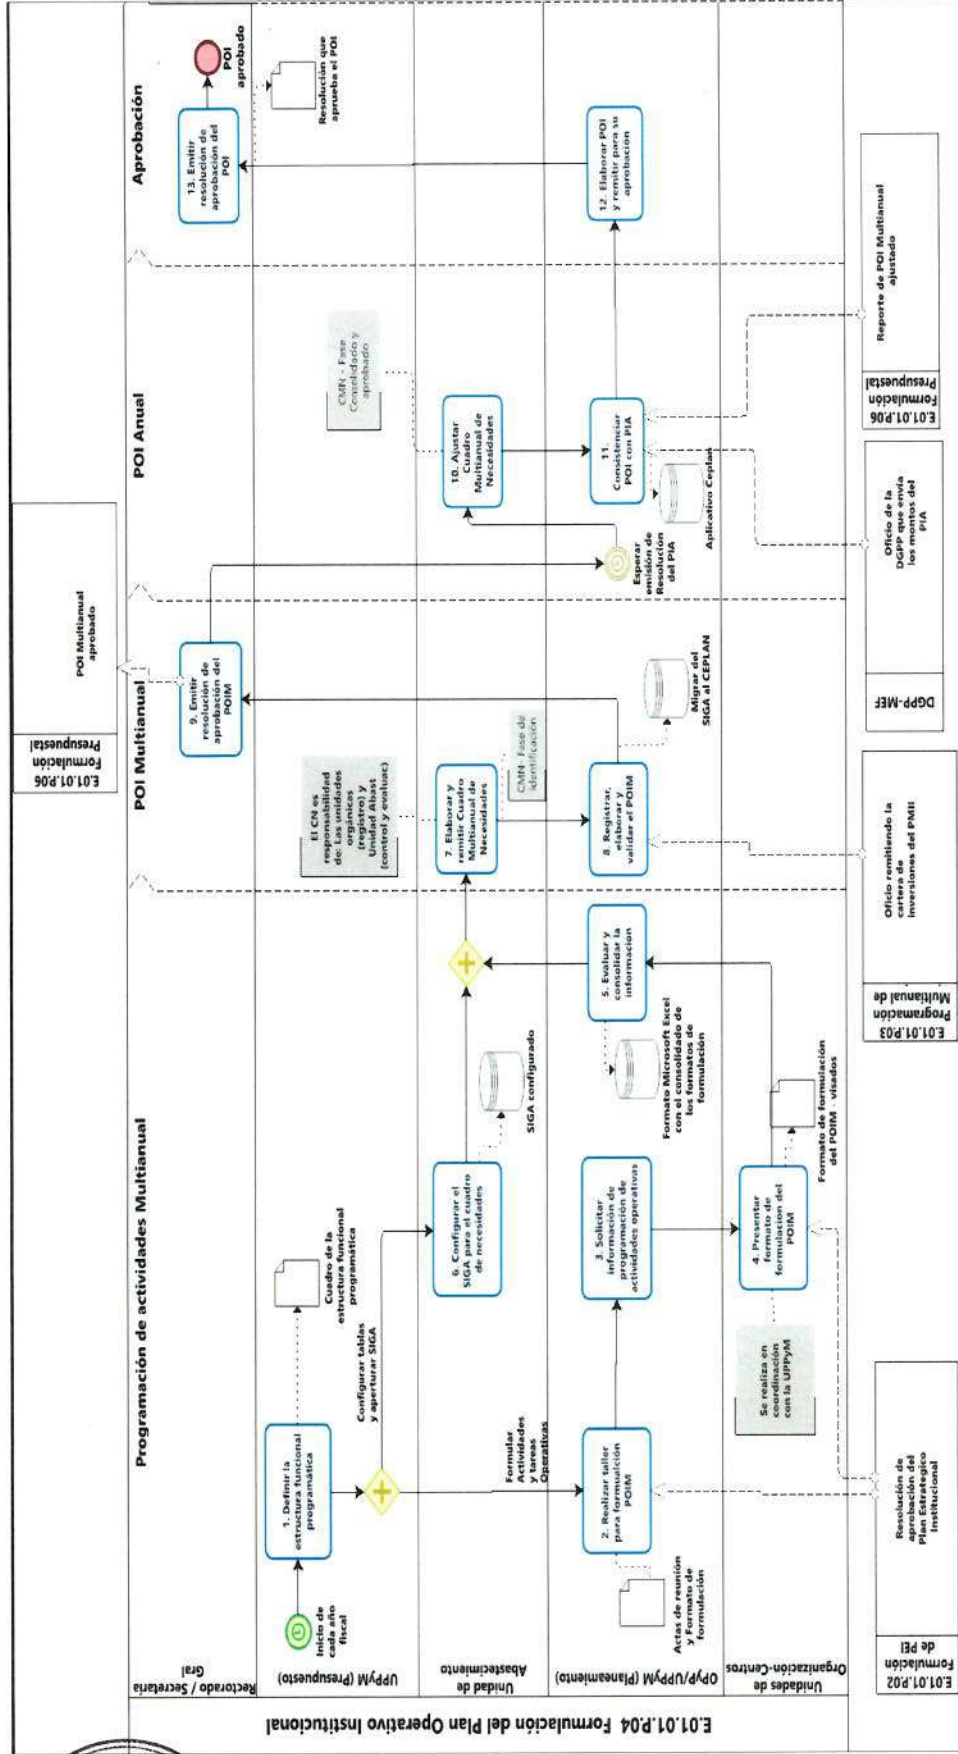 E.01.01.P.06
Formulación
Presupuestal
POI Multianual
aprobado
E.01.01.P.04 Formulación del Plan Operativo Institucional
Programación de actividades Multianual
POI Multianual
POI Anual
Aprobación
Rectorado / Secretaria
Gral
9. Emitir
resolución de
aprobación del
POIM
13. Emitir
resolución de
aprobación del
POI
POI
aprobado
UPPyM (Presupuesto)
Inicio de
cada año
fiscal
1. Definir la
estructura funcional
programática
Cuadro de la
estructura funcional
programática
Configurar tablas
y aperturar SIGA
El CN es
responsabilidad
de: Las unidades
orgánicas
(registro) y
Unidad Abast
(control y evaluac)
CMN - Fase
Consolidado y
aprobado
Resolución que
aprueba el POI
Unidad de
Abastecimiento
Formular
Actividades
y tareas
Operativas
6. Configurar el
SIGA para el cuadro
de necesidades
SIGA configurado
7. Elaborar y
remitir Cuadro
Multianual de
Necesidades
CMN- Fase de
identificación
10. Ajustar
Cuadro
Multianual de
Necesidades
OPyP/UPPyM (Planeamiento)
2. Realizar taller
para formualción
POIM
Actas de reunión
y Formato de
formulación
3. Solicitar
información de
programación de
actividades operativas
5. Evaluar y
consolidar la
informacion
Formato Microsoft Excel
con el consolidado de
los formatos de
formulación
8. Registrar,
elaborar y
validar el POIM
Migrar del
SIGA al CEPLAN
Esperar
emisión de
Resolución
del PIA
11.
Consistenciar
POI con PIA
Aplicativo Ceplan
12. Elaborar POI
y remitir para su
aprobación
Unidades de
Organización-Centros
Se realiza en
coordinación
con la UPPyM
4. Presentar
formato de
formulacion del
POIM
Formato de formulación
del POIM - visados
E.01.01.P.02
Formulación
de PEI
Resolución de
aprobación del
Plan Estrategico
Institucional
E.01.01.P.03
Programación
Multianual de
Oficio remitiendo la
cartera de
inversiones del PMII
DGPP-MEF
Oficio de la
DGPP que envia
los montos del
PIA
E.01.01.P.06
Formulación
Presupuestal
Reporte de POI Multianual
ajustado